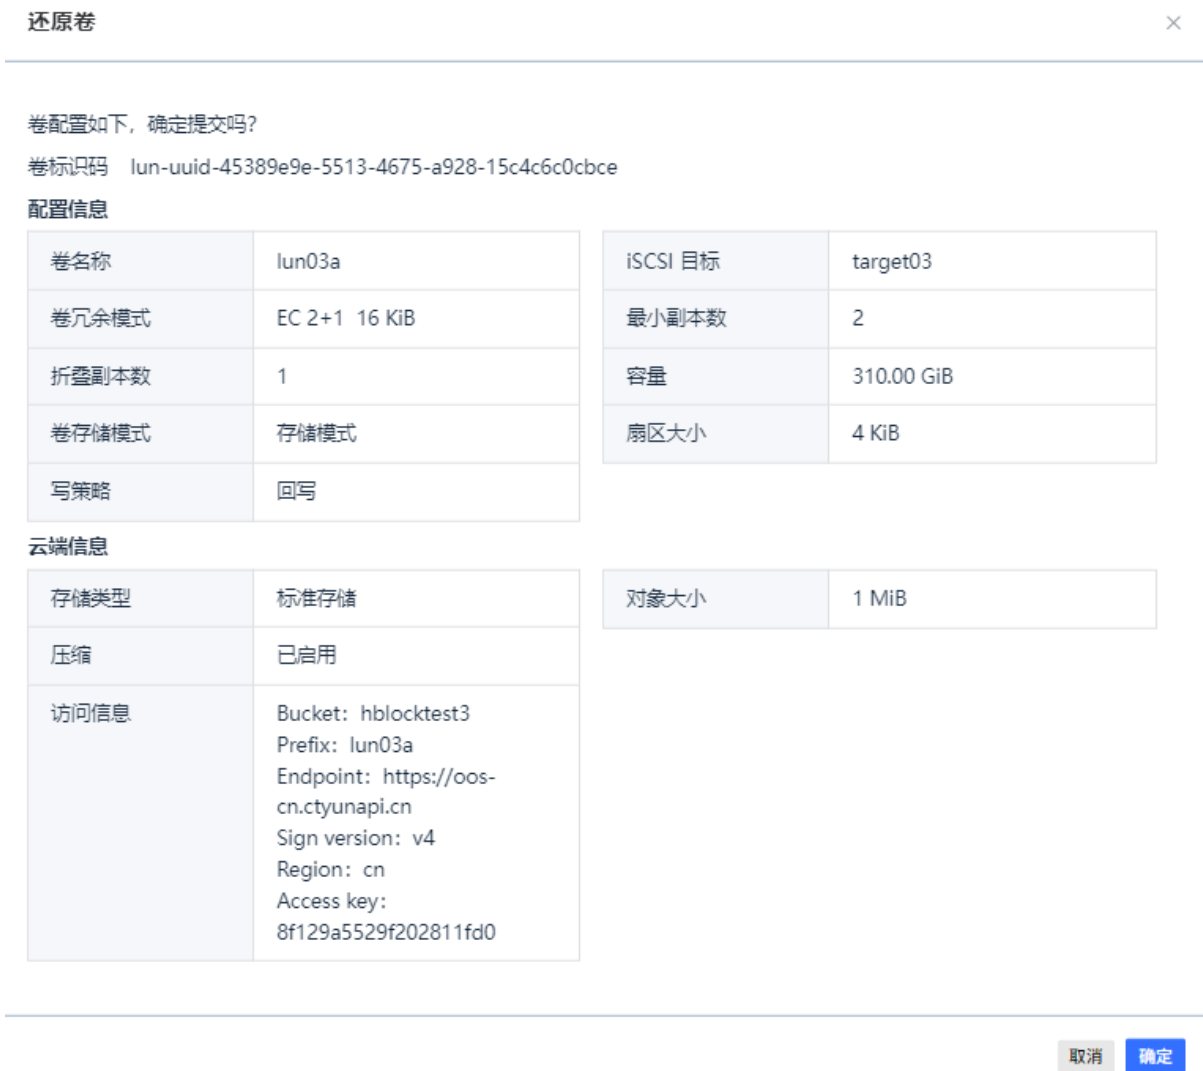 还原卷
卷配置如下，确定提交吗？
卷标识码 lun-uuid-45389e9e-5513-4675-a928-15c4c6c0cbce
配置信息
卷名称 lun03a iSCSI 目标 target03
卷冗余模式 EC 2+1 16 KiB 最小副本数 2
折叠副本数 1 容量 310.00 GiB
卷存储模式 存储模式 扇区大小 4 KiB
写策略 回写
云端信息
存储类型 标准存储 对象大小 1 MiB
压缩 已启用
访问信息 Bucket：hblocktest3
Prefix：lun03a
Endpoint：https://oos-
cn.ctyunapi.cn
Sign version：v4
Region：cn
Access key：
8f129a5529f202811fd0
取消 确定